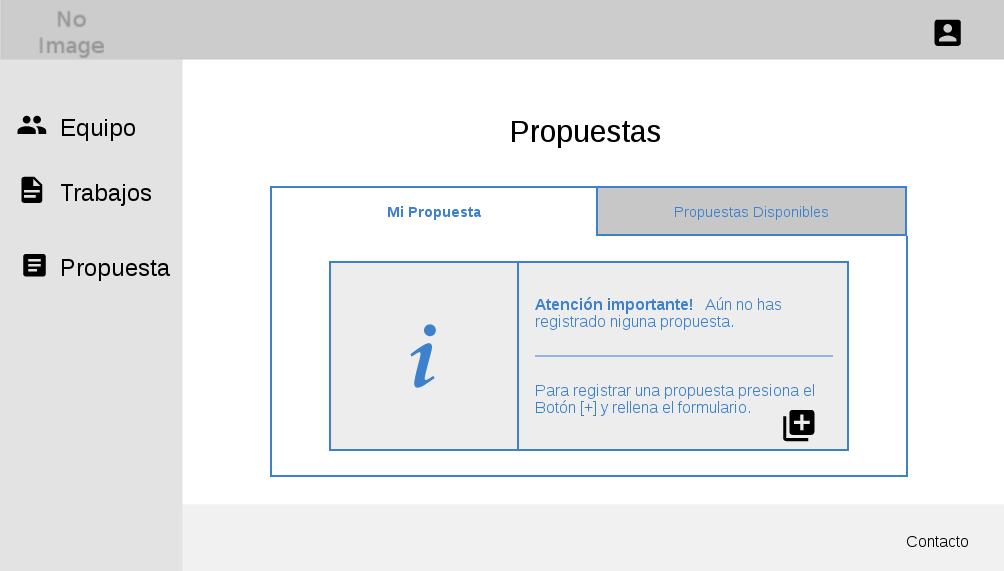 No
Image
Equipo
Trabajos
Propuesta
Propuestas
Mi Propuesta
Propuestas Disponibles
Atención importante! Aún no has
registrado niguna propuesta.
Para registrar una propuesta presiona el
Botón [+] y rellena el formulario.
Contacto